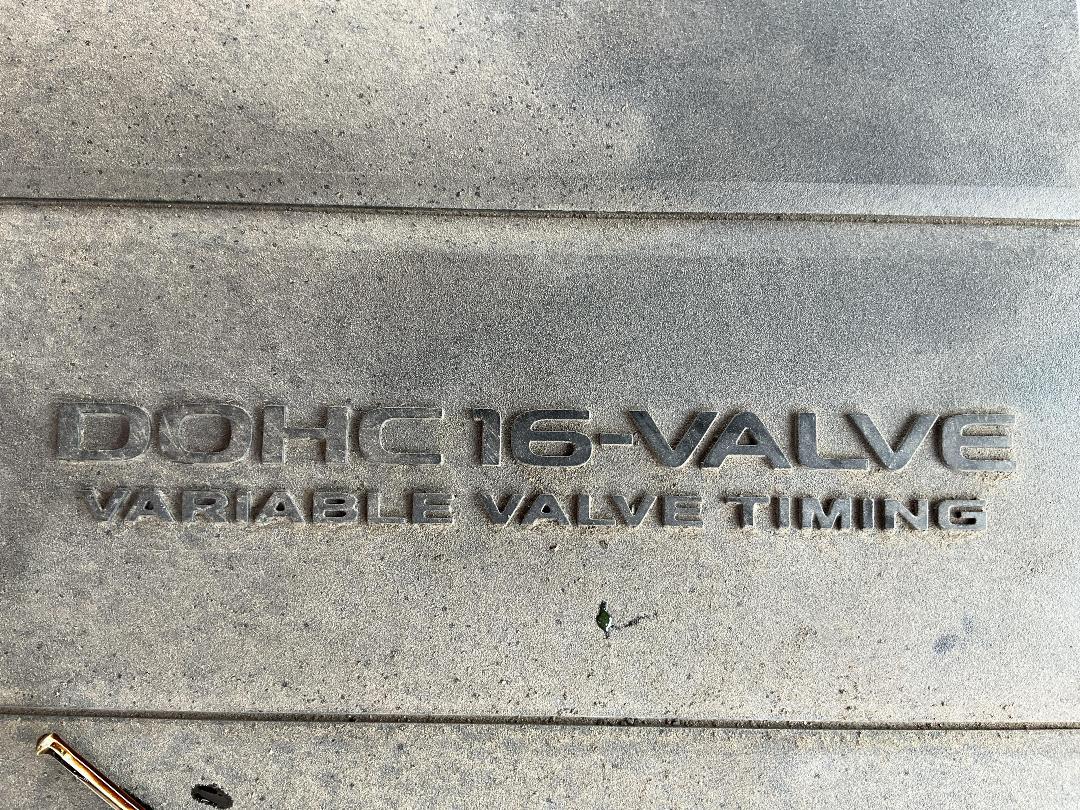 DOHC 16-VALVE
VARIABLE VALVE TIMING